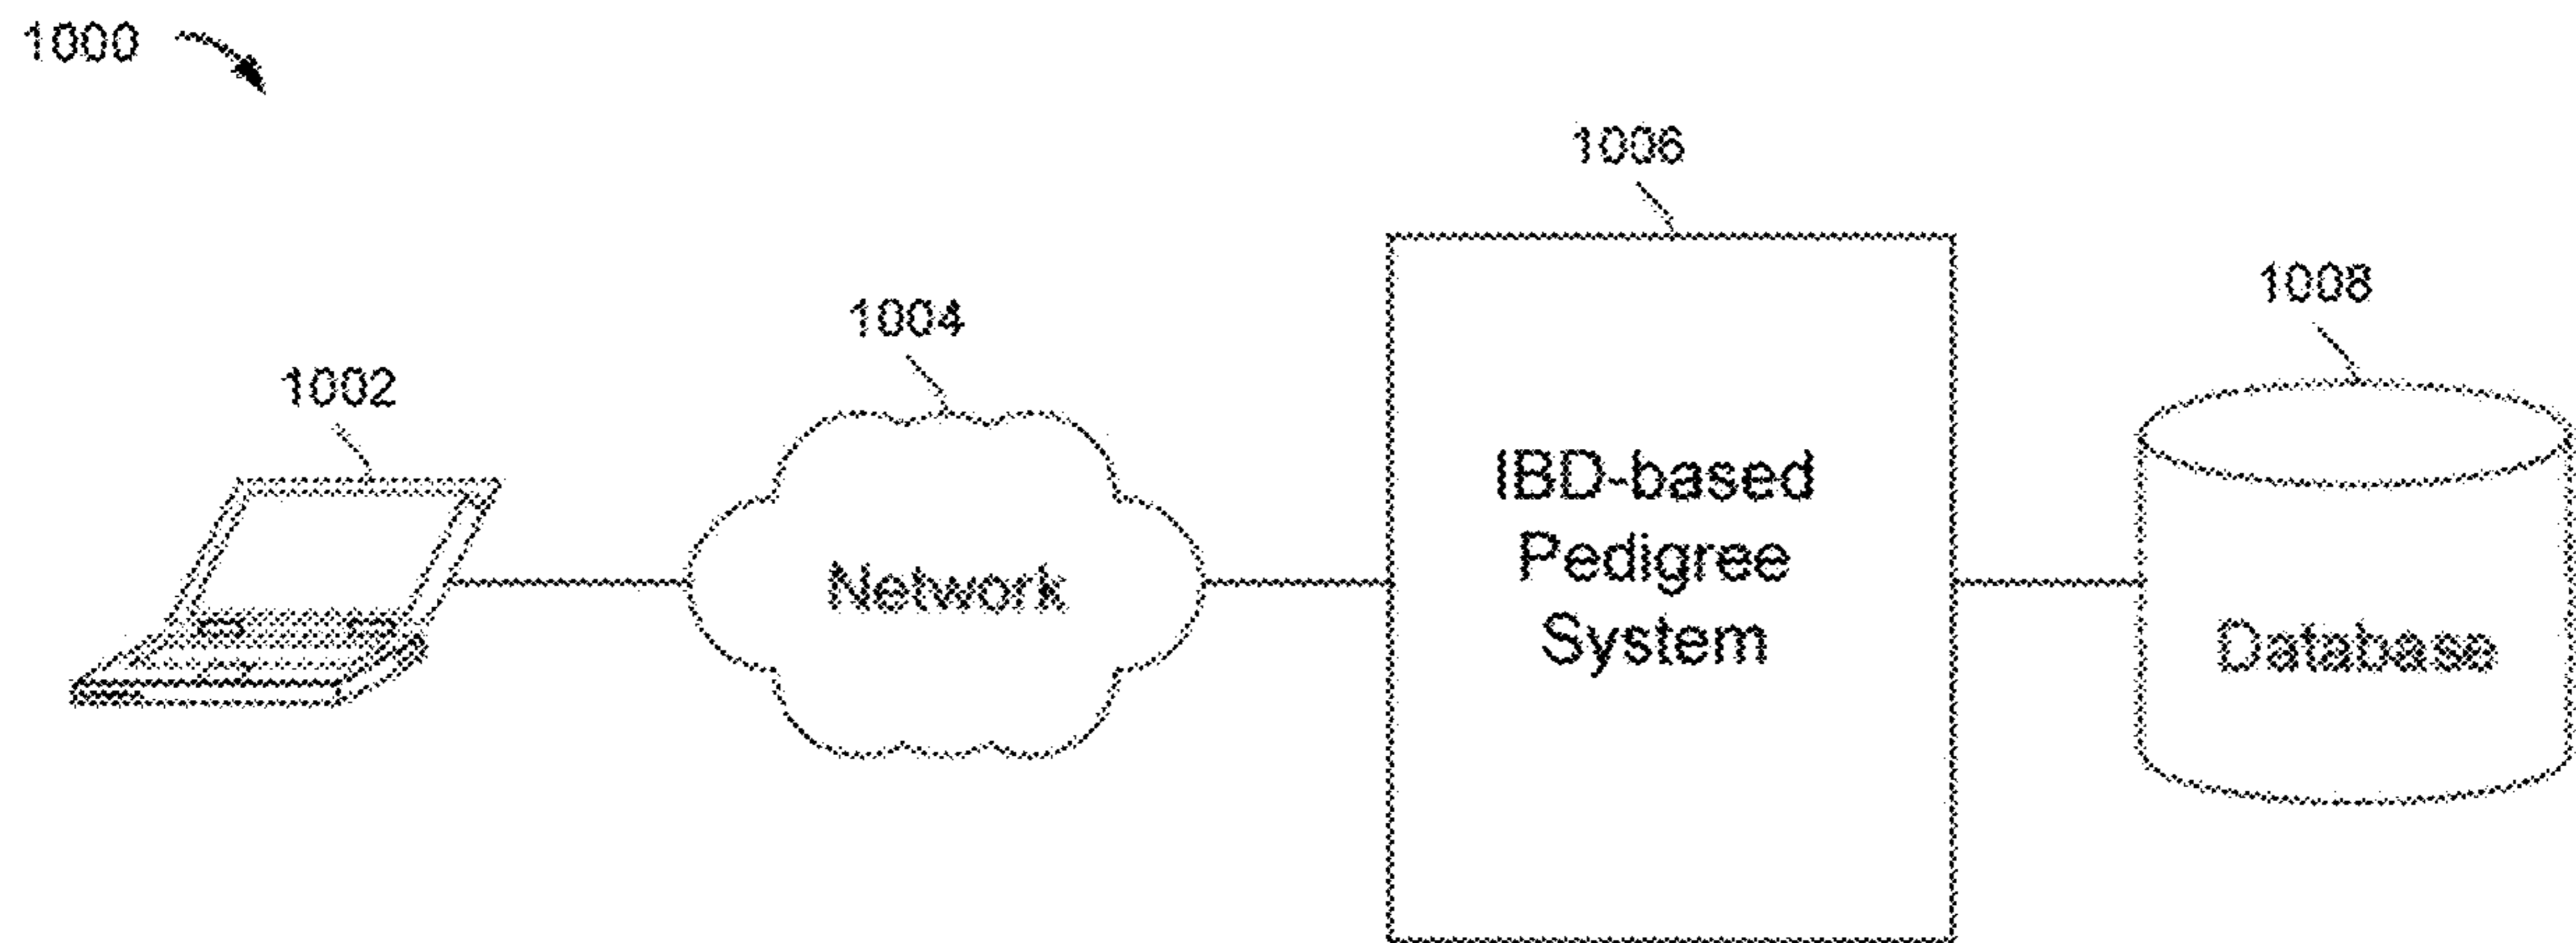 1000
1006
1008
1004
1002
IBD-based
Pedigree
System
Network
Database